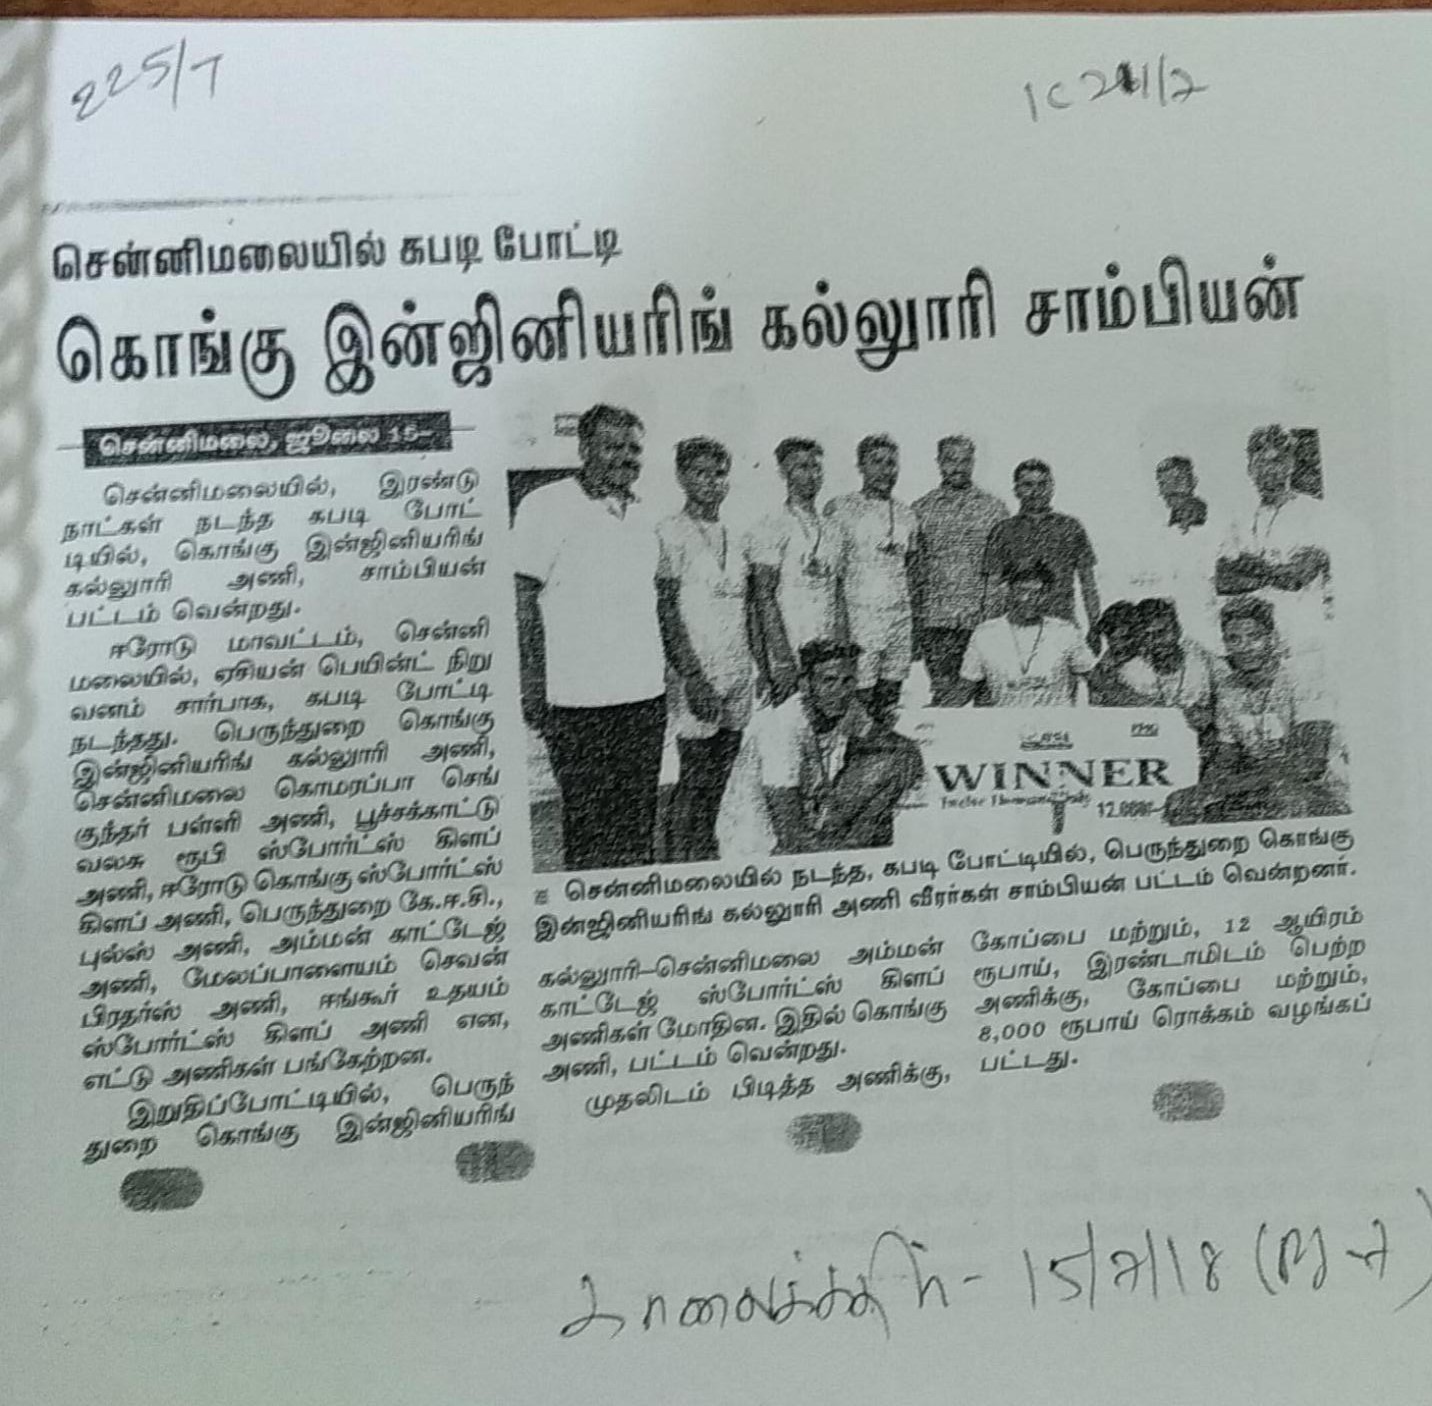 225/7
1C 241/2
சென்னிமலையில் கபடி போட்டி
கொங்கு இன்ஜினியரிங் கல்லூரி சாம்பியன்
சென்னிமலை, ஜூலை 15–
சென்னிமலையில், இரண்டு
நாட்கள் நடந்த கபடி போட்
டியில், கொங்கு இன்ஜினியரிங்
கல்லூரி அணி, சாம்பியன்
பட்டம் வென்றது.
ஈரோடு மாவட்டம், சென்னி
மலையில், ஏசியன் பெயின்ட் நிறு
வனம் சார்பாக, கபடி போட்டி
நடந்தது. பெருந்துறை கொங்கு
இன்ஜினியரிங் கல்லூரி அணி,
சென்னிமலை கொமரப்பா செங்
குந்தர் பள்ளி அணி, பூச்சக்காட்டு
வலசு ரூபி ஸ்போர்ட்ஸ் கிளப்
அணி, ஈரோடு கொங்கு ஸ்போர்ட்ஸ்
கிளப் அணி, பெருந்துறை கே.ஈ.சி.,
புல்ஸ் அணி, அம்மன் காட்டேஜ்
அணி, மேலப்பாளையம் செவன்
பிரதர்ஸ் அணி, ஈங்கூர் உதயம்
ஸ்போர்ட்ஸ் கிளப் அணி என,
எட்டு அணிகள் பங்கேற்றன.
இறுதிப்போட்டியில், பெருந்
துறை கொங்கு இன்ஜினியரிங்
WINNER
12,000/-
சென்னிமலையில் நடந்த, கபடி போட்டியில், பெருந்துறை கொங்கு
இன்ஜினியரிங் கல்லூரி அணி வீரர்கள் சாம்பியன் பட்டம் வென்றனர்.
கல்லூரி–சென்னிமலை அம்மன்
காட்டேஜ் ஸ்போர்ட்ஸ் கிளப்
அணிகள் மோதின. இதில் கொங்கு
அணி, பட்டம் வென்றது.
முதலிடம் பிடித்த அணிக்கு,
கோப்பை மற்றும், 12 ஆயிரம்
ரூபாய், இரண்டாமிடம் பெற்ற
அணிக்கு, கோப்பை மற்றும்,
8,000 ரூபாய் ரொக்கம் வழங்கப்
பட்டது.
காலைக்கதிர் - 15/7/18